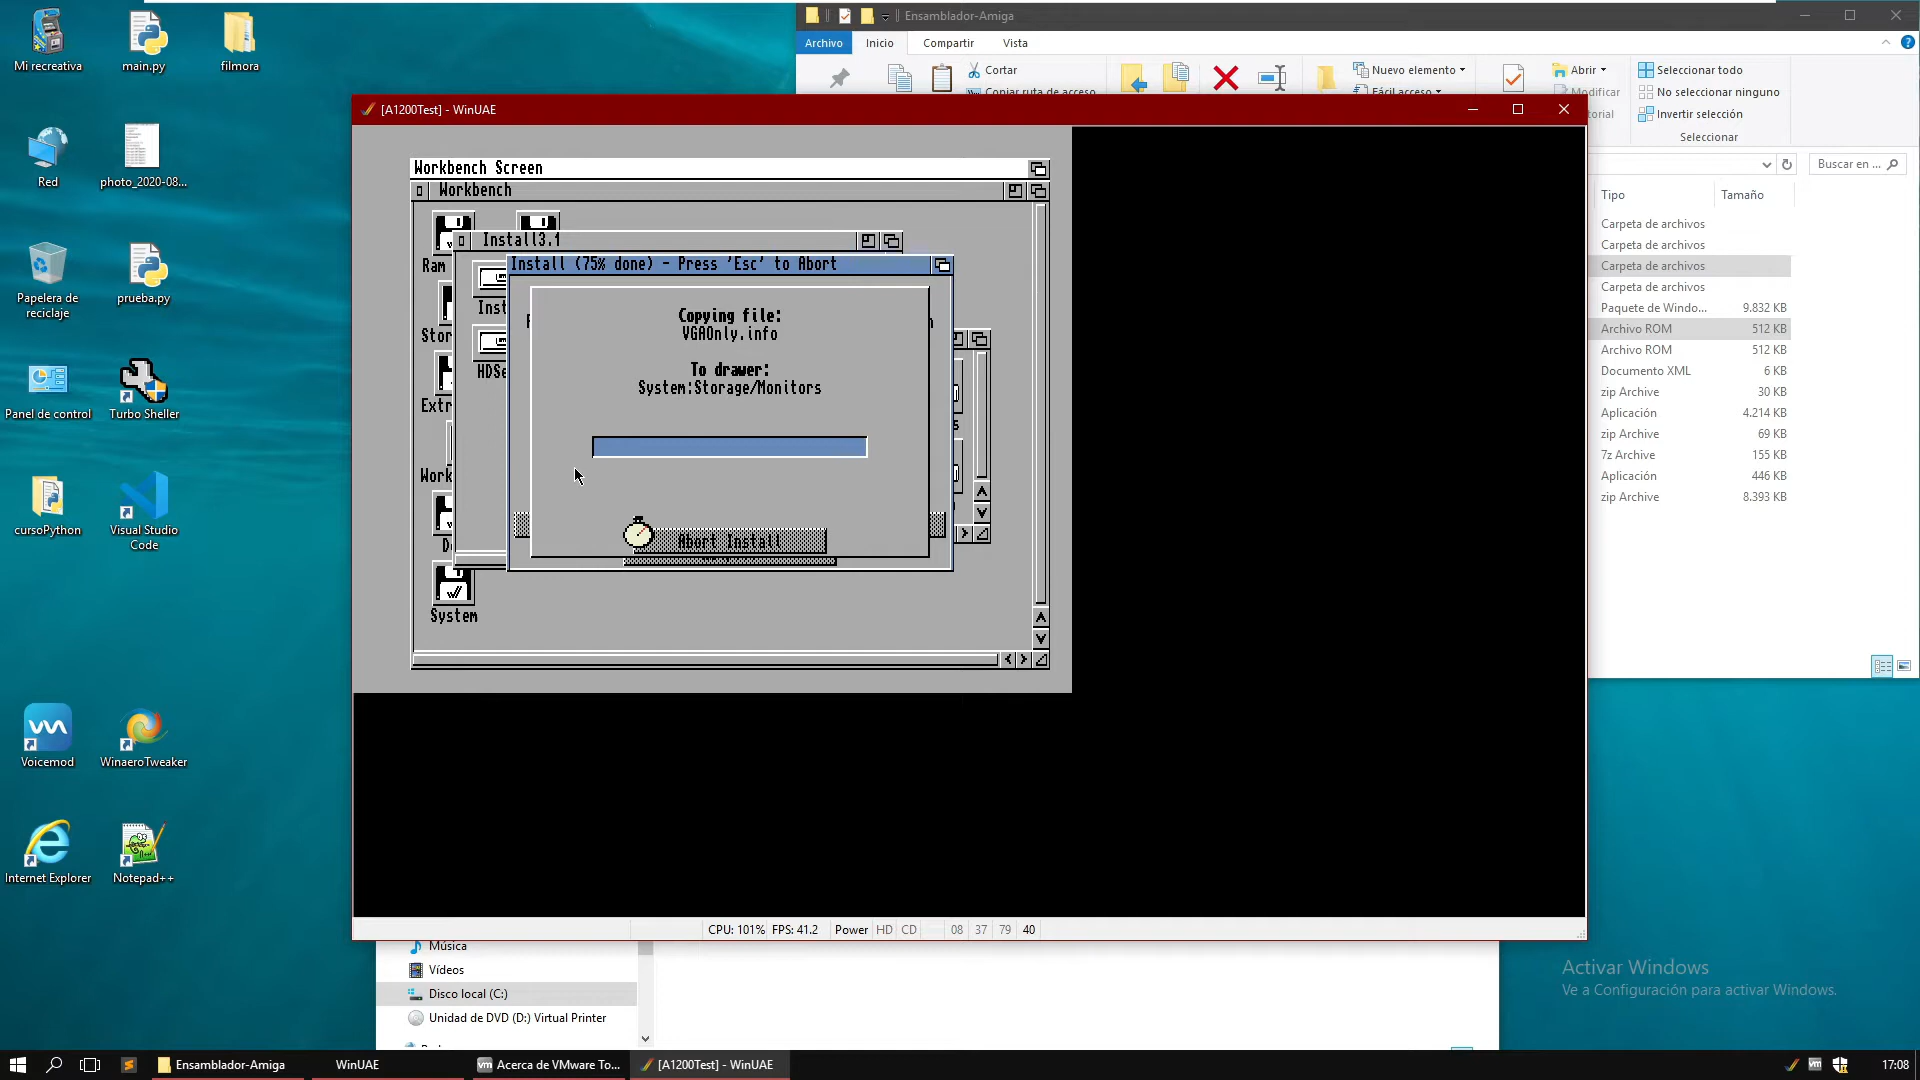 Mi recreativa
main.py
filmora
Red
photo_2020-08...
Papelera de
reciclaje
prueba.py
Panel de control
Turbo Sheller
cursoPython
Visual Studio
Code
Voicemod
WinaeroTweaker
Internet Explorer
Notepad++
Ensamblador-Amiga
Archivo
Inicio
Compartir
Vista
Cortar
Copiar ruta de acceso
Nuevo elemento
Fácil acceso
Abrir
Modificar
Seleccionar todo
No seleccionar ninguno
Invertir selección
Seleccionar
Buscar en ...
Tipo
Tamaño
Carpeta de archivos
Carpeta de archivos
Carpeta de archivos
Carpeta de archivos
Paquete de Windo... 9.832 KB
Archivo ROM 512 KB
Archivo ROM 512 KB
Documento XML 6 KB
zip Archive 30 KB
Aplicación 4.214 KB
zip Archive 69 KB
7z Archive 155 KB
Aplicación 446 KB
zip Archive 8.393 KB
[A1200Test] - WinUAE
Workbench Screen
Workbench
Ram
Install3.1
Install (75% done) - Press 'Esc' to Abort
Copying file:
VGAOnly.info
To drawer:
System:Storage/Monitors
Abort Install
System
CPU: 101% FPS: 41.2 Power HD CD 08 37 79 40
Música
Vídeos
Disco local (C:)
Unidad de DVD (D:) Virtual Printer
Activar Windows
Ve a Configuración para activar Windows.
Ensamblador-Amiga
WinUAE
Acerca de VMware To...
[A1200Test] - WinUAE
17:08